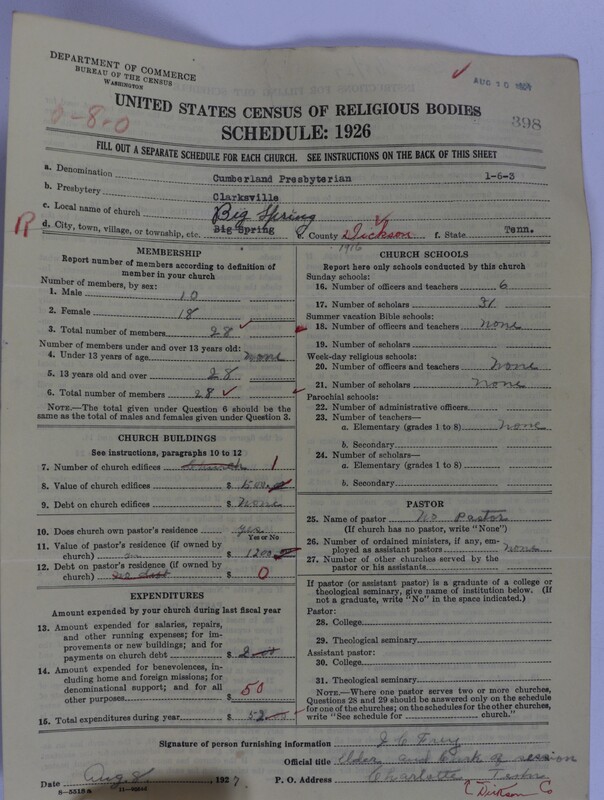 DEPARTMENT OF COMMERCE
BUREAU OF THE CENSUS
WASHINGTON
AUG 10 1927
398
8-8-0
UNITED STATES CENSUS OF RELIGIOUS BODIES
SCHEDULE: 1926
FILL OUT A SEPARATE SCHEDULE FOR EACH CHURCH. SEE INSTRUCTIONS ON THE BACK OF THIS SHEET
a. Denomination Cumberland Presbyterian 1-6-3
b. Presbytery Clarksville
c. Local name of church Big Spring
R d. City, town, village, or township, etc. Big Spring e. County Dickson f. State Tenn.
1916
MEMBERSHIP
Report number of members according to definition of member in your church
Number of members, by sex:
1. Male 10
2. Female 18
3. Total number of members 28
Number of members under and over 13 years old:
4. Under 13 years of age None
5. 13 years old and over 28
6. Total number of members 28
NOTE.—The total given under Question 6 should be the same as the total of males and females given under Question 3.
CHURCH BUILDINGS
See instructions, paragraphs 10 to 12
7. Number of church edifices Church 1
8. Value of church edifices $ 1500
9. Debt on church edifices $ None
10. Does church own pastor's residence yes
Yes or No
11. Value of pastor's residence (if owned by church) $ 1200
12. Debt on pastor's residence (if owned by church) no debt $ 0
EXPENDITURES
Amount expended by your church during last fiscal year
13. Amount expended for salaries, repairs, and other running expenses; for improvements or new buildings; and for payments on church debt $ 2
14. Amount expended for benevolences, including home and foreign missions; for denominational support; and for all other purposes $ 50
15. Total expenditures during year $ 52
CHURCH SCHOOLS
Report here only schools conducted by this church
Sunday schools:
16. Number of officers and teachers 6
17. Number of scholars 31
Summer vacation Bible schools:
18. Number of officers and teachers None
19. Number of scholars
Week-day religious schools:
20. Number of officers and teachers None
21. Number of scholars None
Parochial schools:
22. Number of administrative officers
23. Number of teachers—
a. Elementary (grades 1 to 8) None
b. Secondary
24. Number of scholars—
a. Elementary (grades 1 to 8)
b. Secondary
PASTOR
25. Name of pastor No Pastor
(If church has no pastor, write "None")
26. Number of ordained ministers, if any, employed as assistant pastors None
27. Number of other churches served by the pastor or his assistants
If pastor (or assistant pastor) is a graduate of a college or theological seminary, give name of institution below. (If not a graduate, write "No" in the space indicated.)
Pastor:
28. College
29. Theological seminary
Assistant pastor:
30. College
31. Theological seminary
NOTE.—Where one pastor serves two or more churches, Questions 28 and 29 should be answered only on the schedule for one of the churches; on the schedules for the other churches, write "See schedule for church."
Signature of person furnishing information J C Frey
Official title Elder and Clerk of session
Date Aug. 8, 1927 P. O. Address Charlotte Tenn
Dickson Co
8-5515a